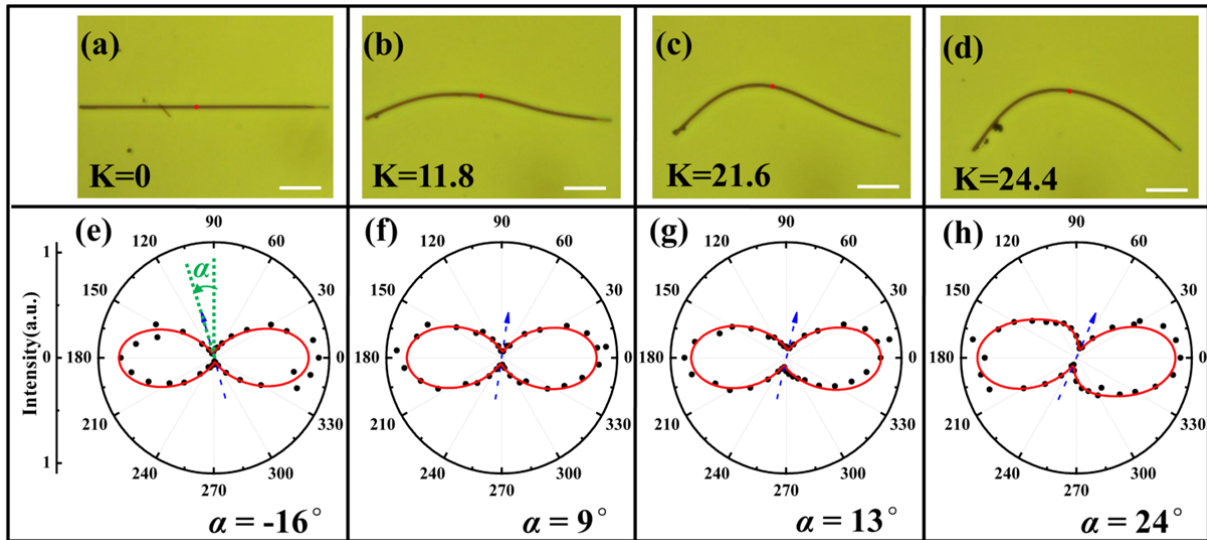 (a)
K=0
(b)
K=11.8
(c)
K=21.6
(d)
K=24.4
Intensity(a.u.)
1
0
1
(e)
90
120
60
150
30
180
0
210
330
240
300
270
α
α = -16°
(f)
90
120
60
150
30
180
0
210
330
240
300
270
α = 9°
(g)
90
120
60
150
30
180
0
210
330
240
300
270
α = 13°
(h)
90
120
60
150
30
180
0
210
330
240
300
270
α = 24°